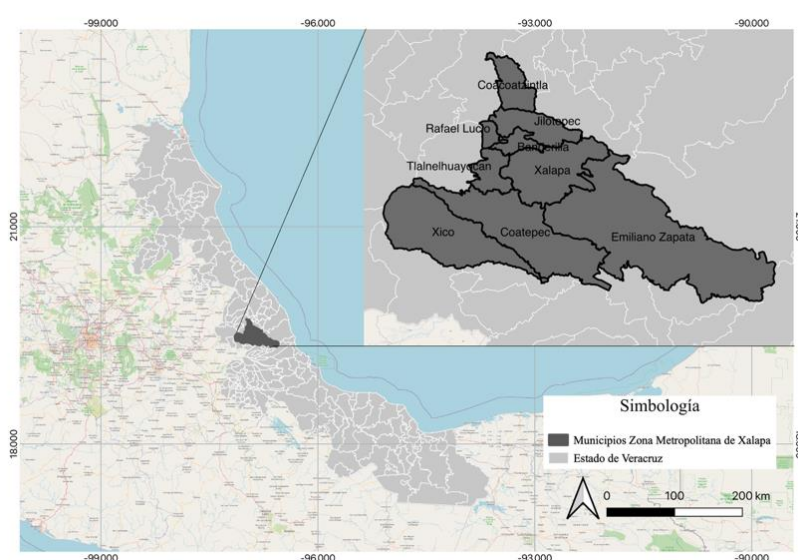 -99.000 -96.000 -93.000 -90.000
Coacoatzintla
Jilotepec
Rafael Lucio
Banderilla
Tlalnelhuayocan
Xalapa
21.000
Xico
Coatepec
Emiliano Zapata
Simbología
Municipios Zona Metropolitana de Xalapa
Estado de Veracruz
18.000
0 100 200 km
-99.000 -96.000 -93.000 -90.000